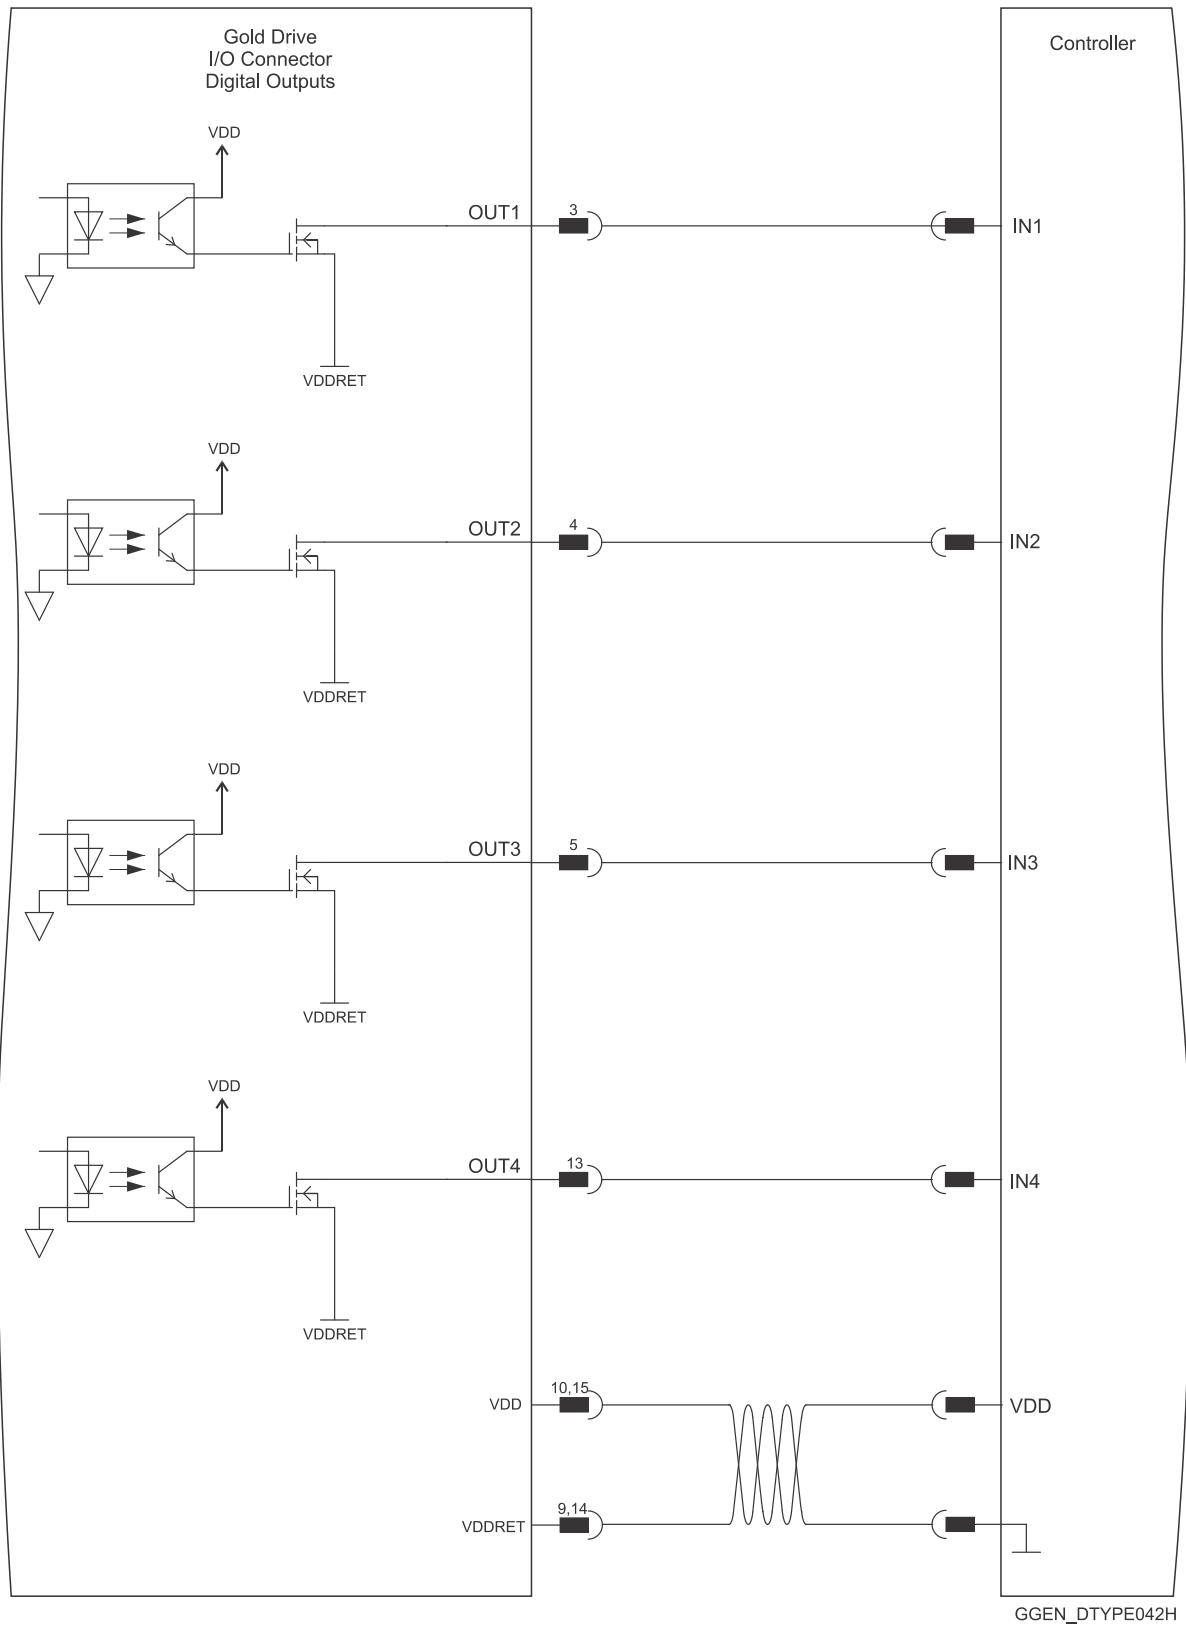 Gold Drive
I/O Connector
Digital Outputs
Controller
VDD
OUT1
3
IN1
VDDRET
VDD
OUT2
4
IN2
VDDRET
VDD
OUT3
5
IN3
VDDRET
VDD
OUT4
13
IN4
VDDRET
VDD
10,15
VDD
VDDRET
9,14
GGEN_DTYPE042H